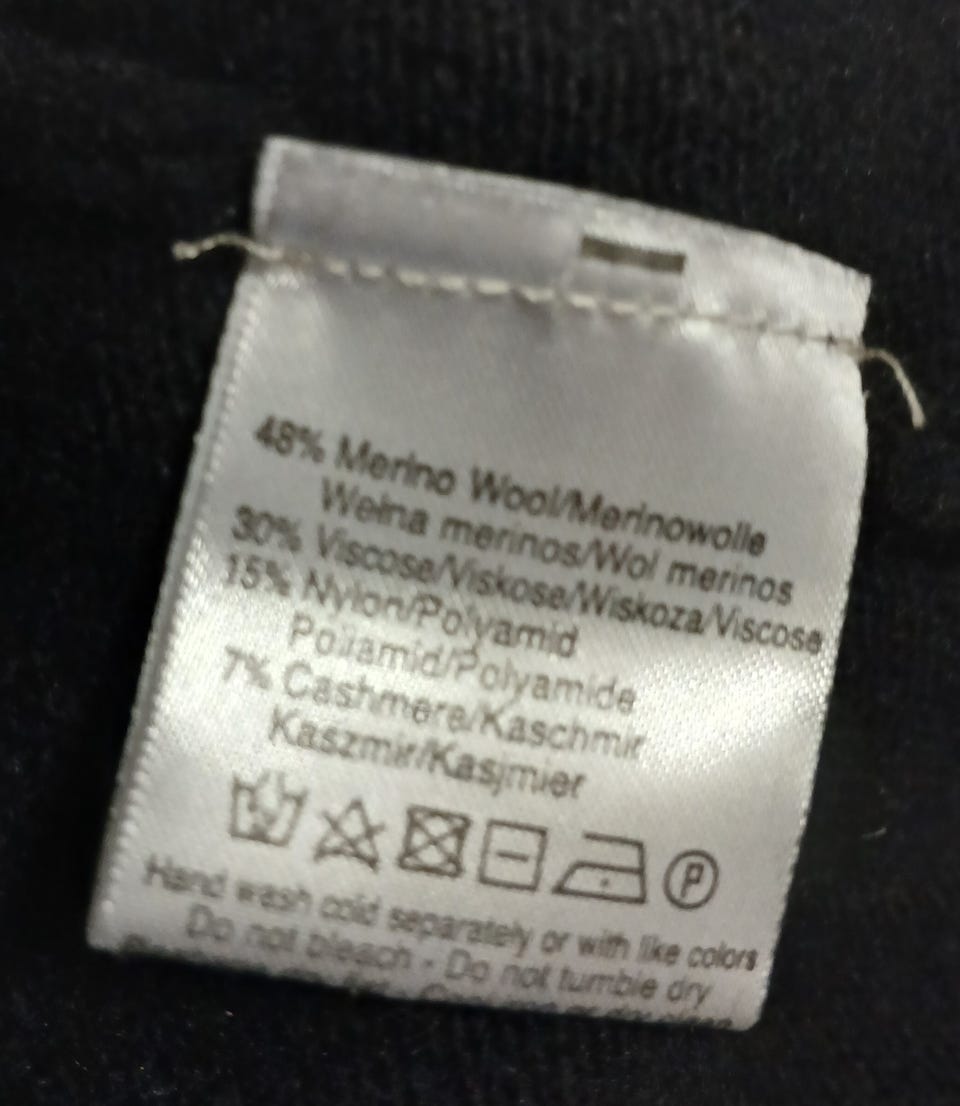 48% Merino Wool/Merinowolle
Wełna merinos/Wol merinos
30% Viscose/Viskose/Wiskoza/Viscose
15% Nylon/Polyamid
Poliamid/Polyamide
7% Cashmere/Kaschmir
Kaszmir/Kasjmier
P
Hand wash cold separately or with like colors
Do not bleach - Do not tumble dry